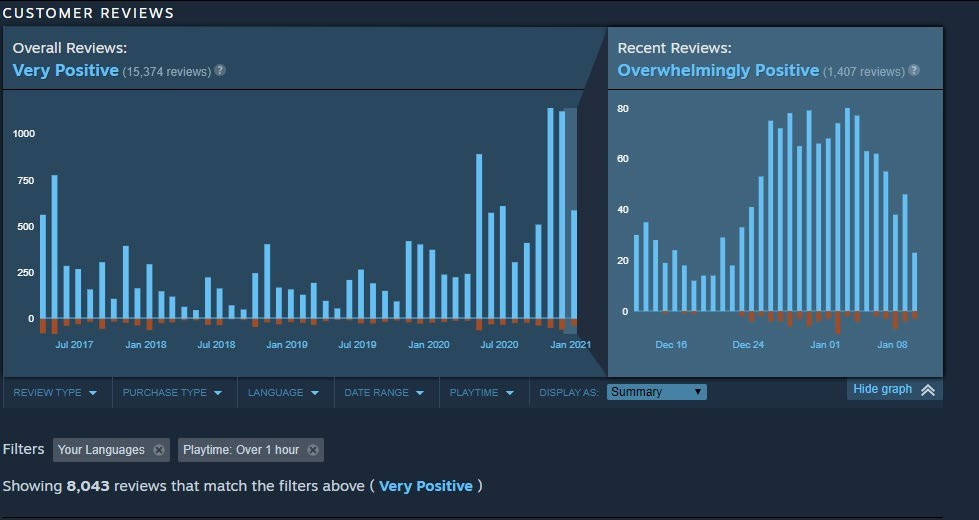 CUSTOMER REVIEWS
Overall Reviews:
Very Positive (15,374 reviews) ?
1000
750
500
250
0
Jul 2017 Jan 2018 Jul 2018 Jan 2019 Jul 2019 Jan 2020 Jul 2020 Jan 2021
Recent Reviews:
Overwhelmingly Positive (1,407 reviews) ?
80
60
40
20
0
Dec 16 Dec 24 Jan 01 Jan 08
Hide graph
REVIEW TYPE PURCHASE TYPE LANGUAGE DATE RANGE PLAYTIME DISPLAY AS: Summary
Filters Your Languages Playtime: Over 1 hour
Showing 8,043 reviews that match the filters above ( Very Positive )